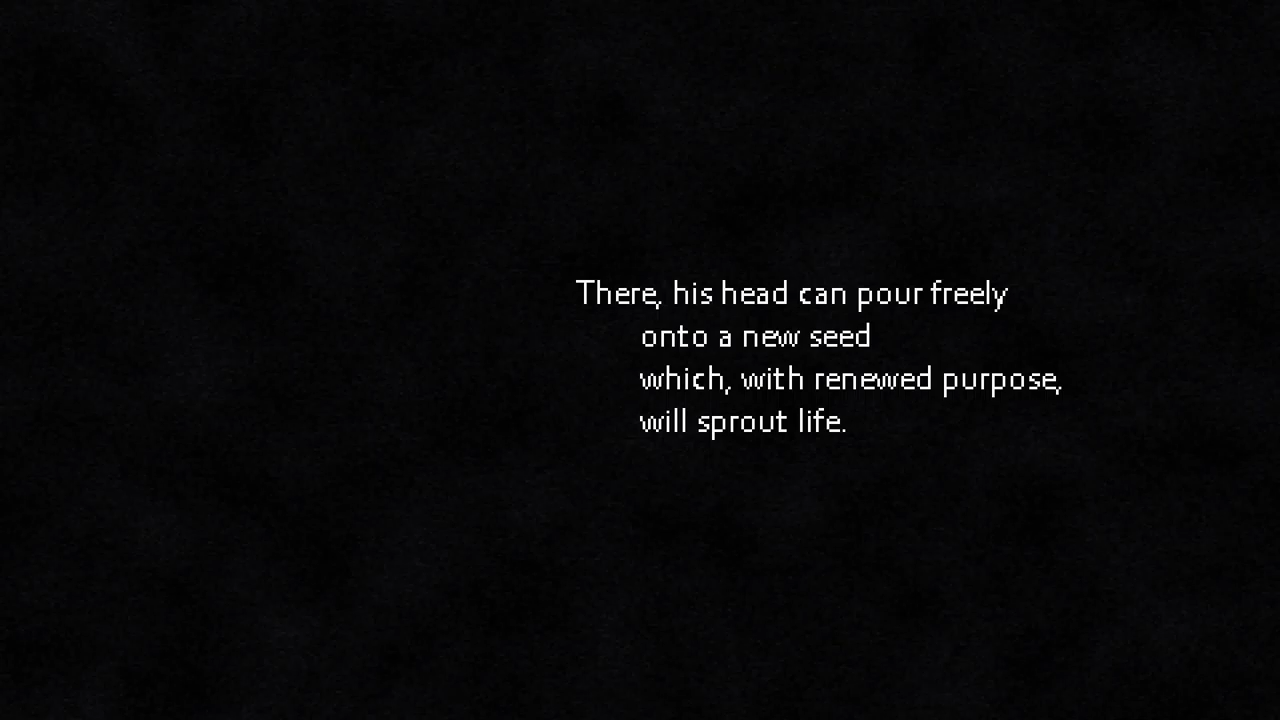 There, his head can pour freely
onto a new seed
which, with renewed purpose,
will sprout life.